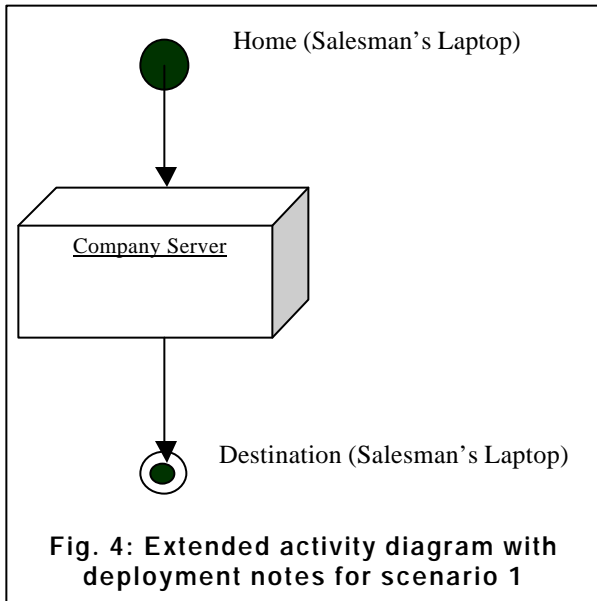 Home (Salesman's Laptop)
Company Server
Destination (Salesman's Laptop)
Fig. 4: Extended activity diagram with
deployment notes for scenario 1